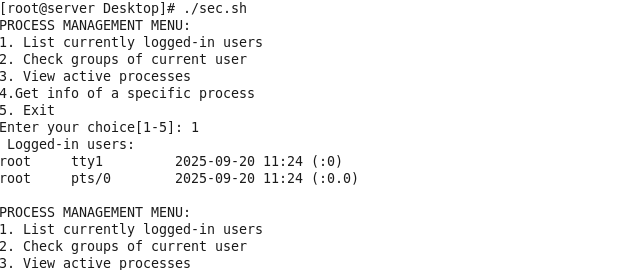 [root@server Desktop]# ./sec.sh
PROCESS MANAGEMENT MENU:
1. List currently logged-in users
2. Check groups of current user
3. View active processes
4.Get info of a specific process
5. Exit
Enter your choice[1-5]: 1
 Logged-in users:
root     tty1         2025-09-20 11:24 (:0)
root     pts/0        2025-09-20 11:24 (:0.0)

PROCESS MANAGEMENT MENU:
1. List currently logged-in users
2. Check groups of current user
3. View active processes